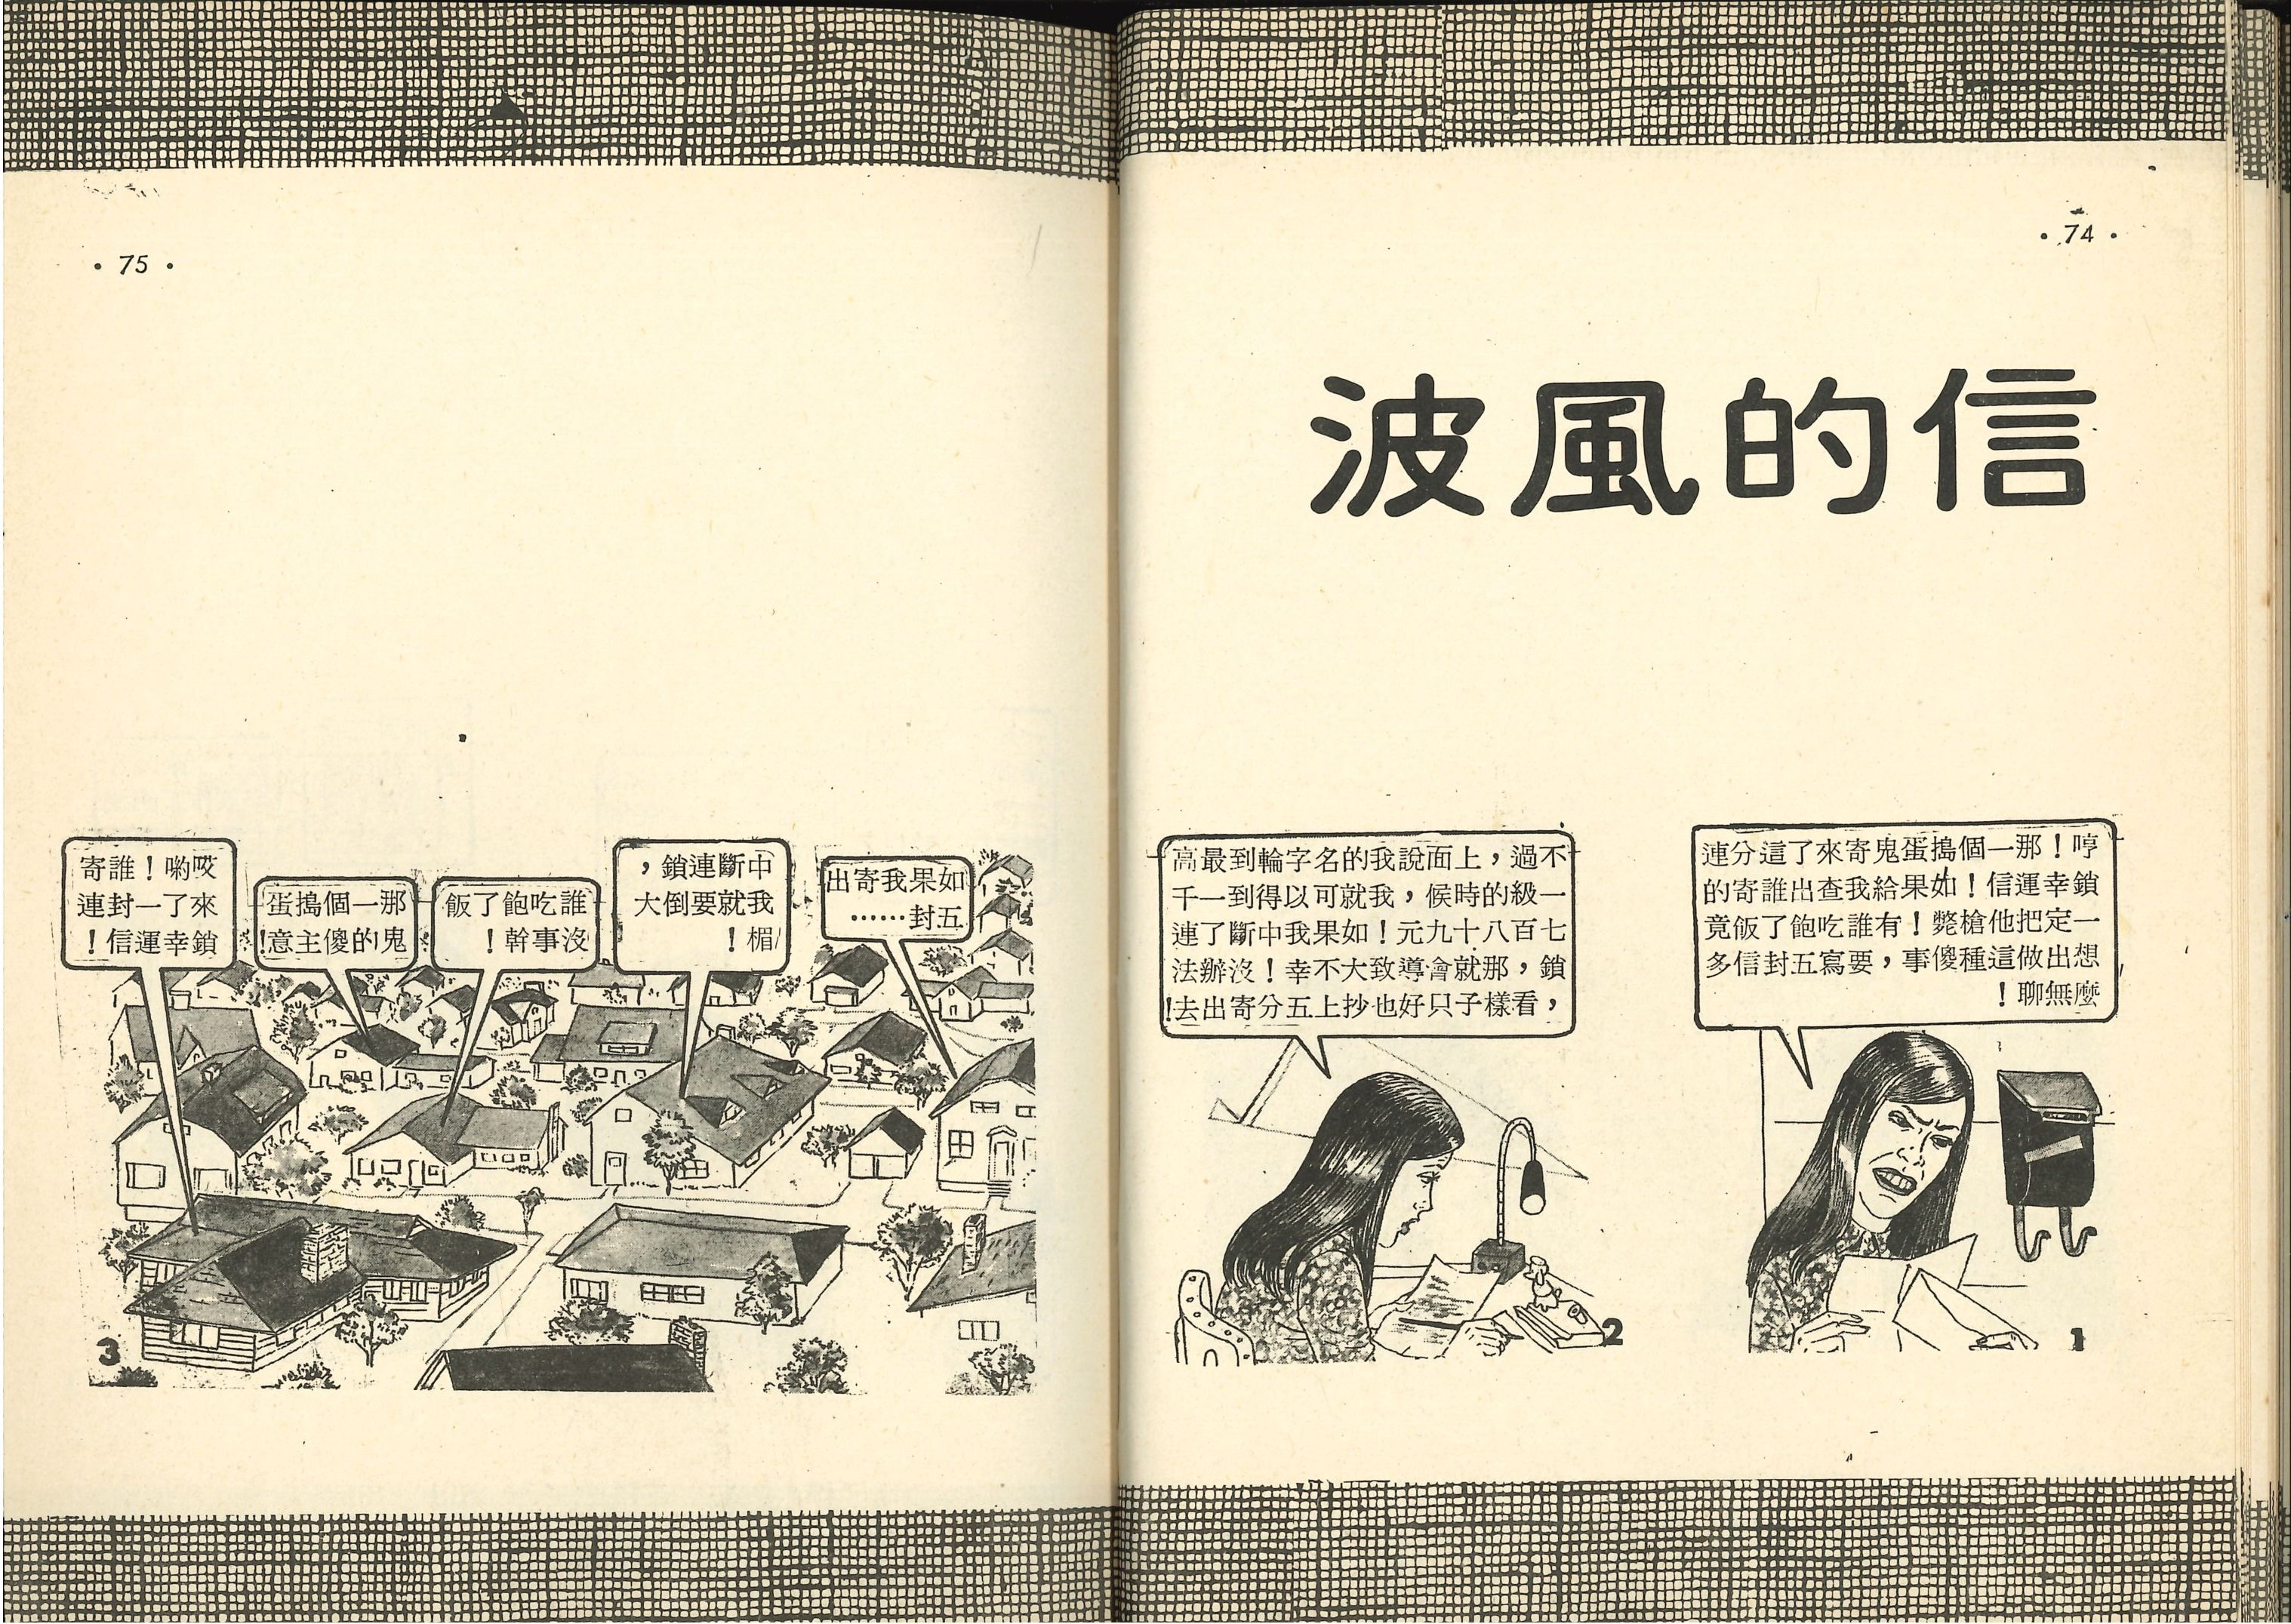 ·74·
信的風波
哼！那一個搗蛋鬼寄來了這分連
鎖幸運信！如果給我查出誰寄的
一定把他槍斃！有誰吃飽了飯竟
想出做這種傻事，要寫五封信多
麼無聊！
1
不過，上面說我的名字輪到最高
一級的時候，我就可以得到一千
七百八十九元！如果我中斷了連
鎖，那就會導致大不幸！沒辦法
，看樣子只好也抄上五分寄出去！
2
·75·
如果我寄出
五封……
中斷連鎖，
我就要倒大
楣！
誰吃飽了飯
沒事幹！
那一個搗蛋
鬼的傻主意！
哎喲！誰寄
來了一封連
鎖幸運信！
3